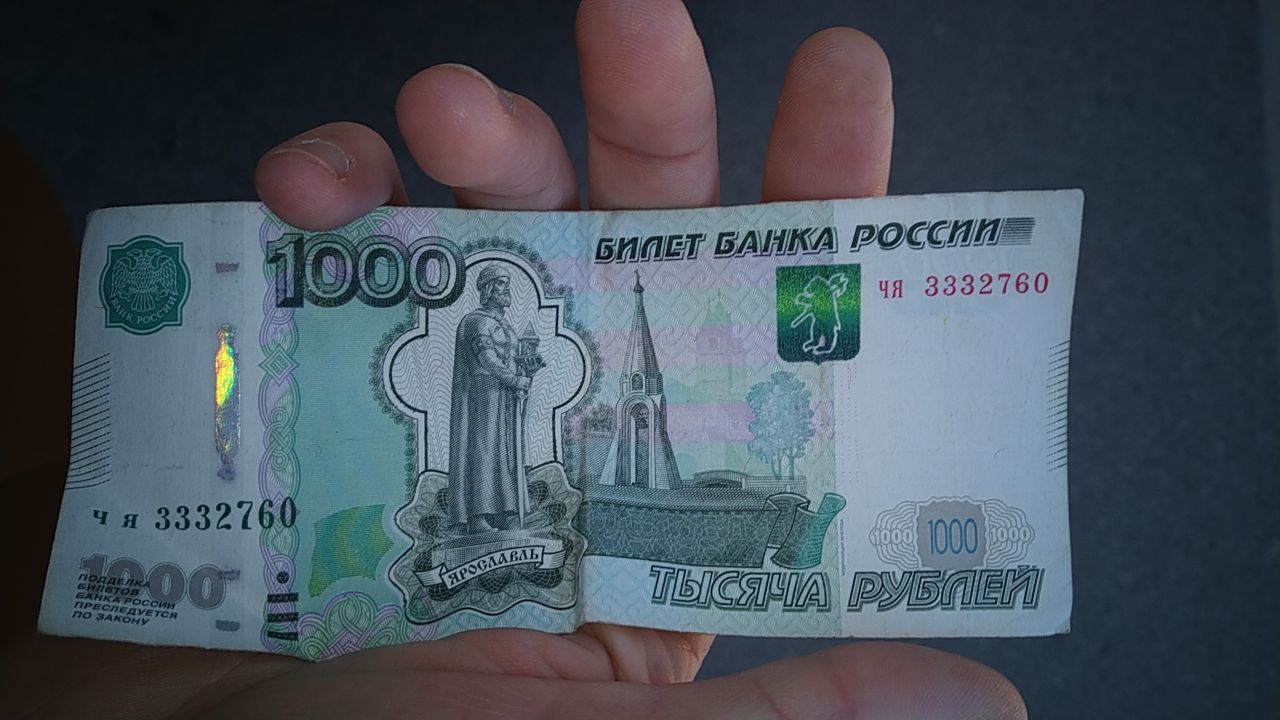 БАНК РОССИИ
1000
БИЛЕТ БАНКА РОССИИ
ЧЯ 3332760
ЧЯ 3332760
ЯРОСЛАВЛЬ
1000 1000 1000
1000
ПОДДЕЛКА
БИЛЕТОВ
БАНКА РОССИИ
ПРЕСЛЕДУЕТСЯ
ПО ЗАКОНУ
ТЫСЯЧА РУБЛЕЙ